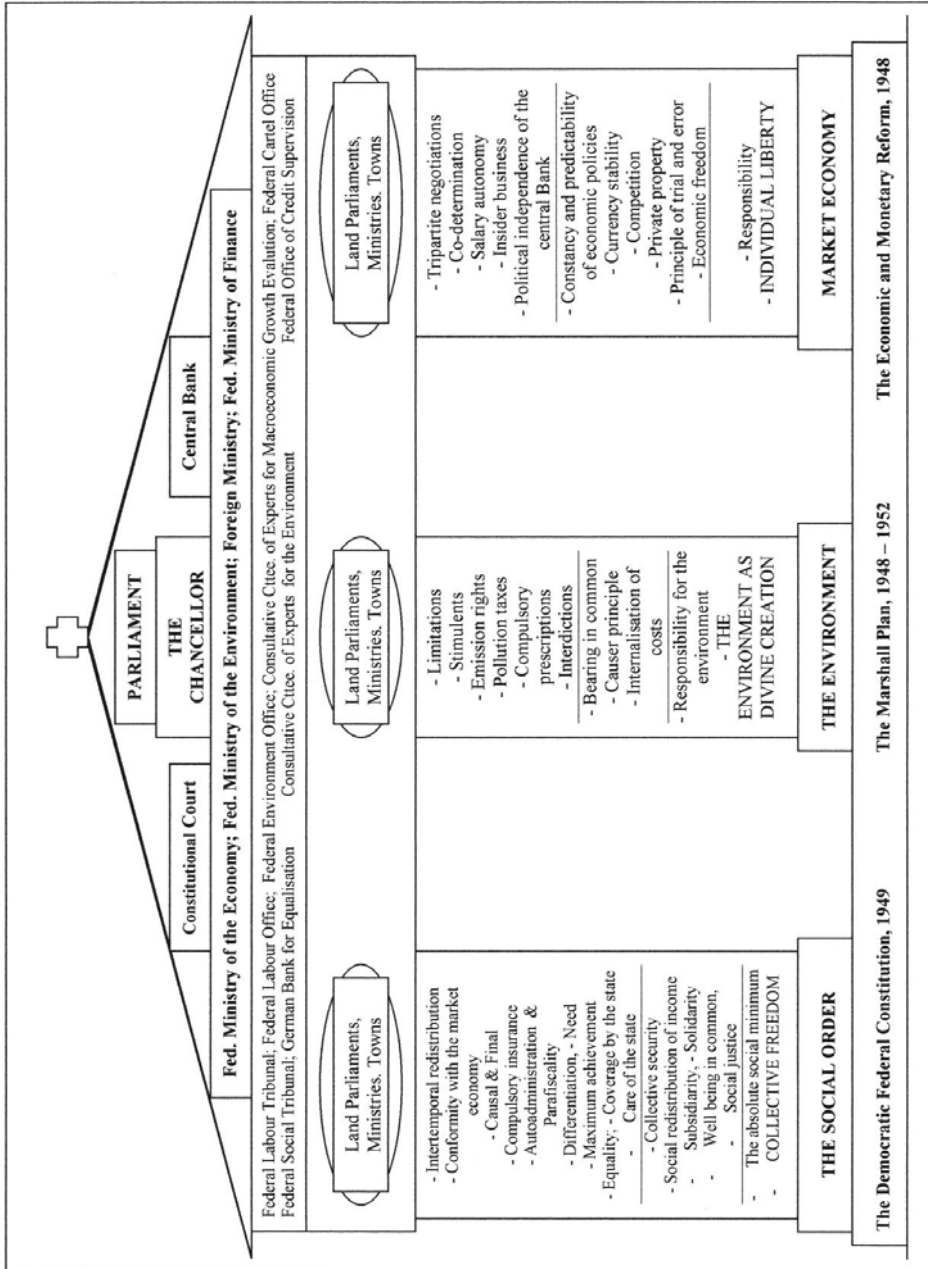 PARLIAMENT
THE
CHANCELLOR
Constitutional Court
Central Bank
Fed. Ministry of the Economy; Fed. Ministry of the Environment; Foreign Ministry; Fed. Ministry of Finance
Federal Labour Tribunal; Federal Labour Office; Federal Environment Office; Consultative Cttee. of Experts for Macroeconomic Growth Evaluation; Federal Cartel Office
Federal Social Tribunal; German Bank for Equalisation
Consultative Cttee. of Experts for the Environment
Federal Office of Credit Supervision
Land Parliaments,
Ministries. Towns
- Intertemporal redistribution
- Conformity with the market
economy
- Causal & Final
- Compulsory insurance
- Autoadministration &
Parafiscality
- Differentiation, - Need
- Maximum achievement
- Equality; - Coverage by the state
- Care of the state
- Collective security
- Social redistribution of income
- Subsidiarity, - Solidarity
- Well being in common,
- Social justice
- The absolute social minimum
- COLLECTIVE FREEDOM
THE SOCIAL ORDER
Land Parliaments,
Ministries. Towns
- Limitations
- Stimulents
- Emission rights
- Pollution taxes
- Compulsory
prescriptions
- Interdictions
- Bearing in common
- Causer principle
- Internalisation of
costs
- Responsibility for the
environment
- THE
ENVIRONMENT AS
DIVINE CREATION
THE ENVIRONMENT
Land Parliaments,
Ministries. Towns
- Tripartite negotiations
- Co-determination
- Salary autonomy
- Insider business
- Political independence of the
central Bank
- Constancy and predictability
of economic policies
- Currency stability
- Competition
- Private property
- Principle of trial and error
- Economic freedom
- Responsibility
- INDIVIDUAL LIBERTY
MARKET ECONOMY
The Democratic Federal Constitution, 1949
The Marshall Plan, 1948 – 1952
The Economic and Monetary Reform, 1948